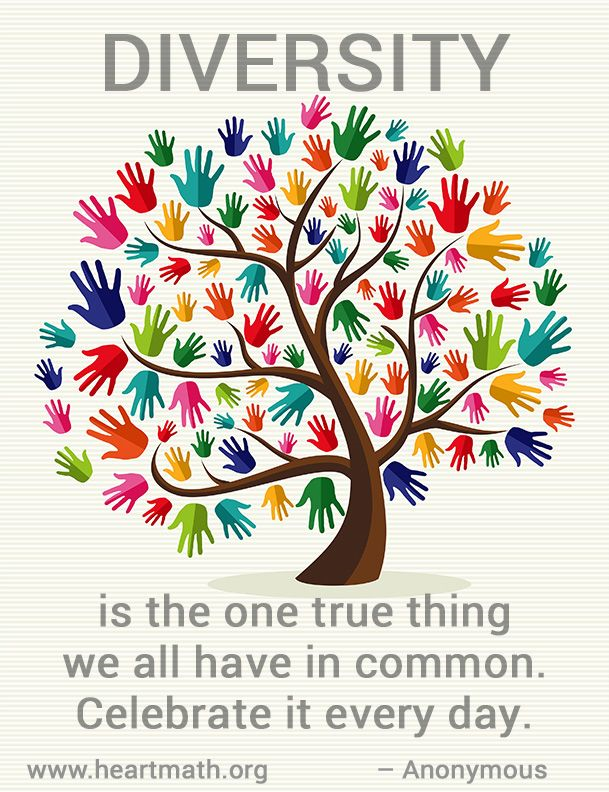 DIVERSITY
is the one true thing
we all have in common.
Celebrate it every day.
www.heartmath.org – Anonymous